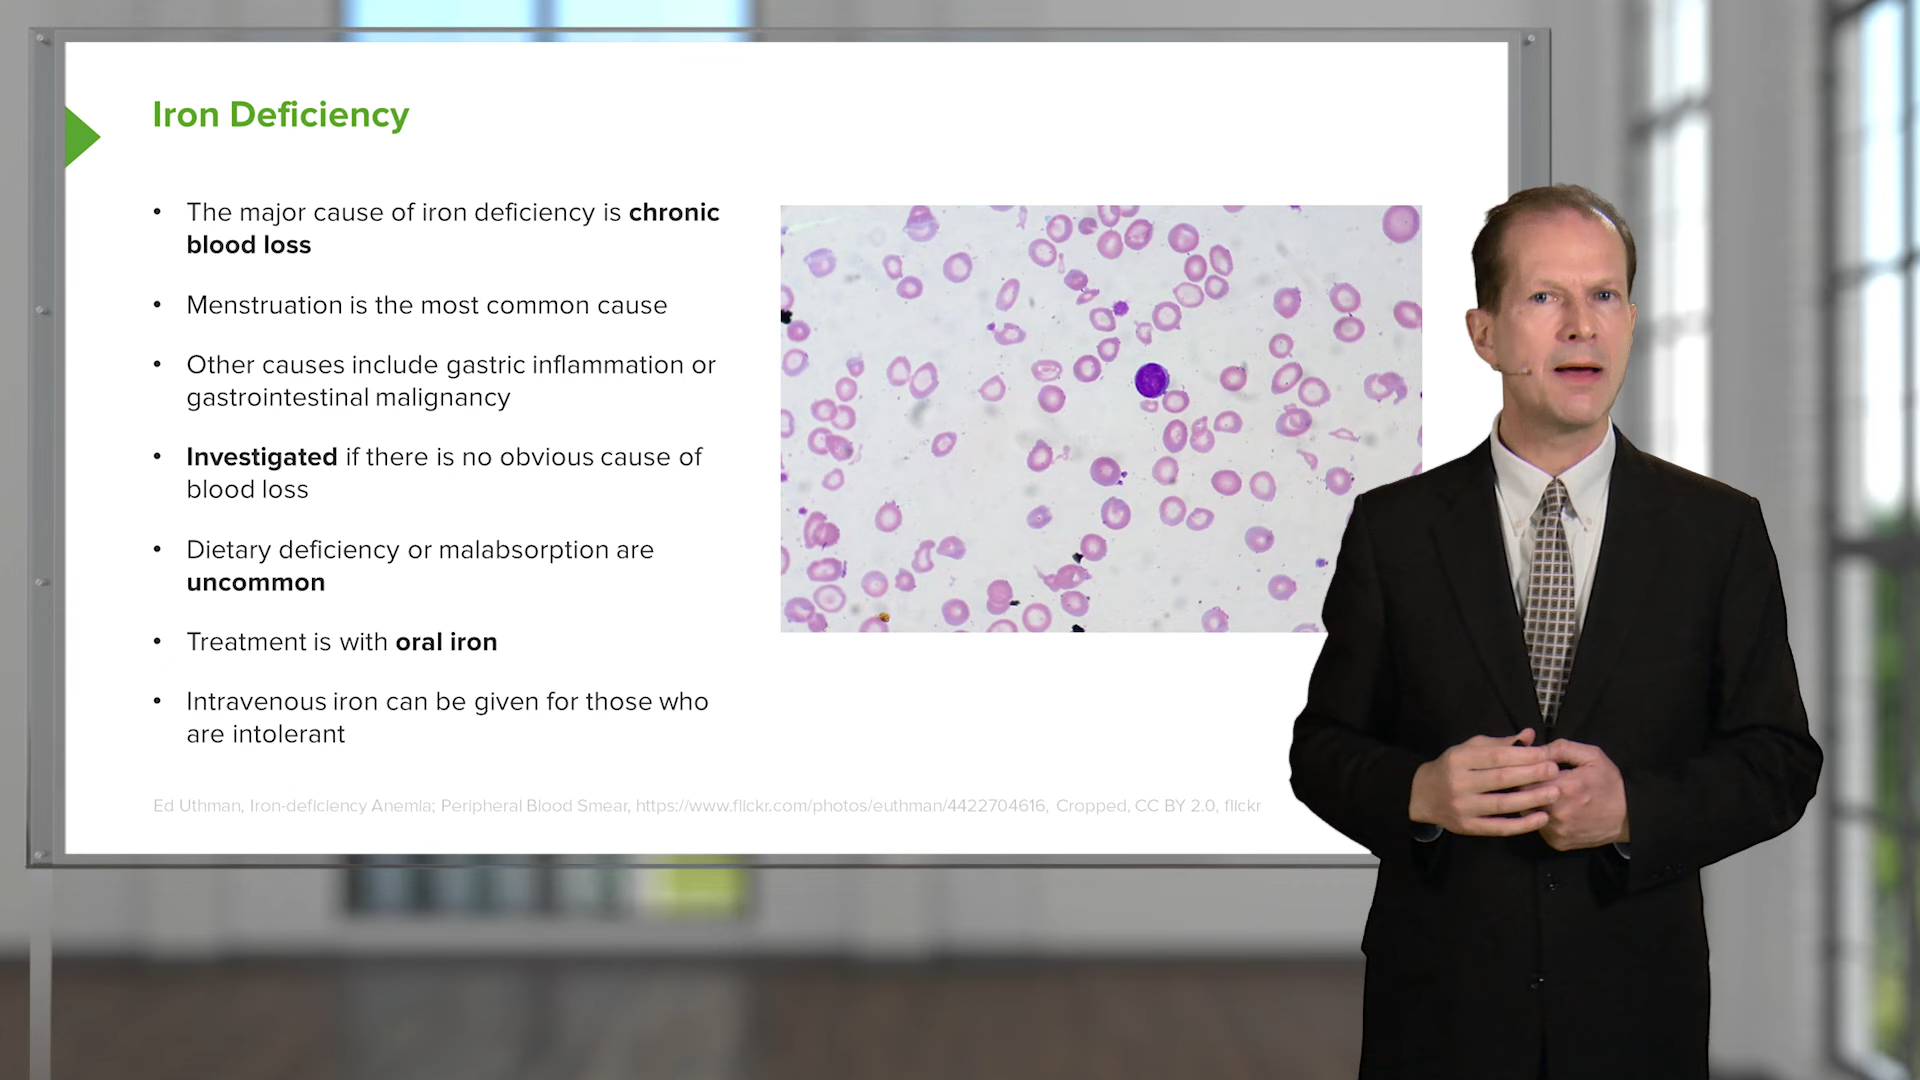 Iron Deficiency
• The major cause of iron deficiency is chronic
blood loss
• Menstruation is the most common cause
• Other causes include gastric inflammation or
gastrointestinal malignancy
• Investigated if there is no obvious cause of
blood loss
• Dietary deficiency or malabsorption are
uncommon
• Treatment is with oral iron
• Intravenous iron can be given for those who
are intolerant
Ed Uthman, Iron-deficiency Anemia; Peripheral Blood Smear, https://www.flickr.com/photos/euthman/4422704616, Cropped, CC BY 2.0, flickr